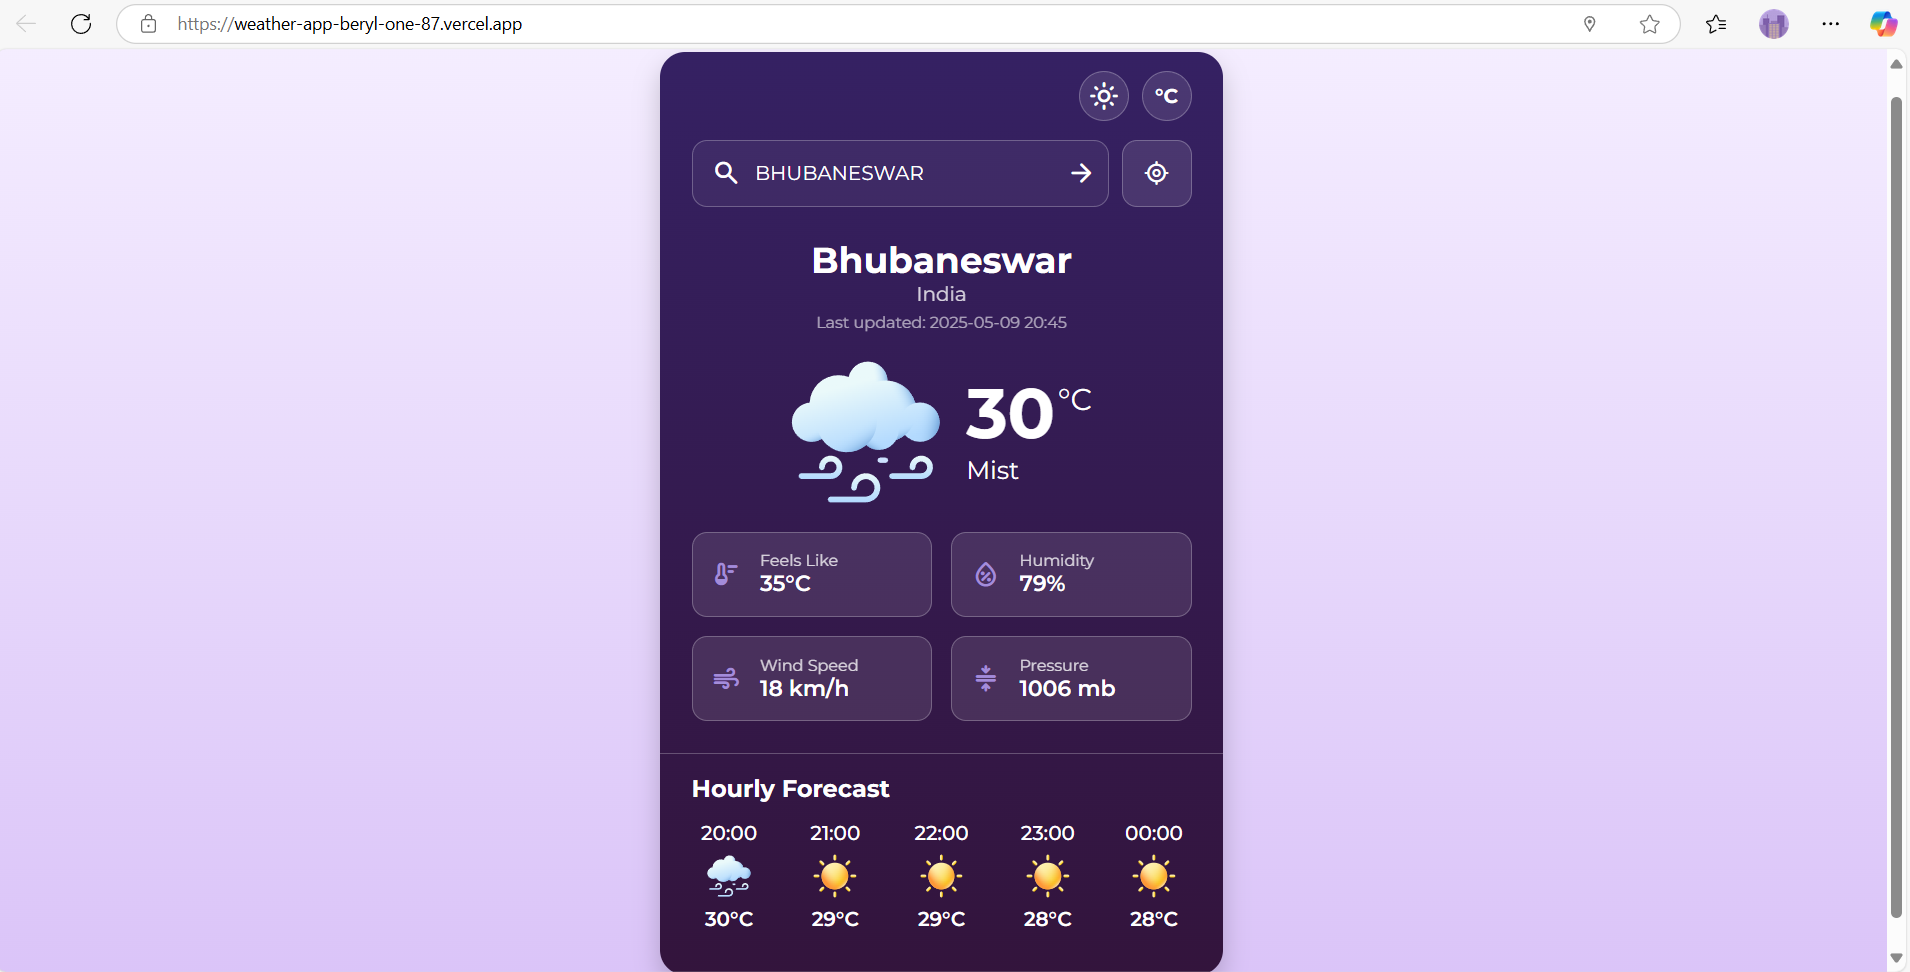 https://weather-app-beryl-one-87.vercel.app
°C
BHUBANESWAR
Bhubaneswar
India
Last updated: 2025-05-09 20:45
30°C
Mist
Feels Like
35°C
Humidity
79%
Wind Speed
18 km/h
Pressure
1006 mb
Hourly Forecast
20:00 21:00 22:00 23:00 00:00
30°C 29°C 29°C 28°C 28°C